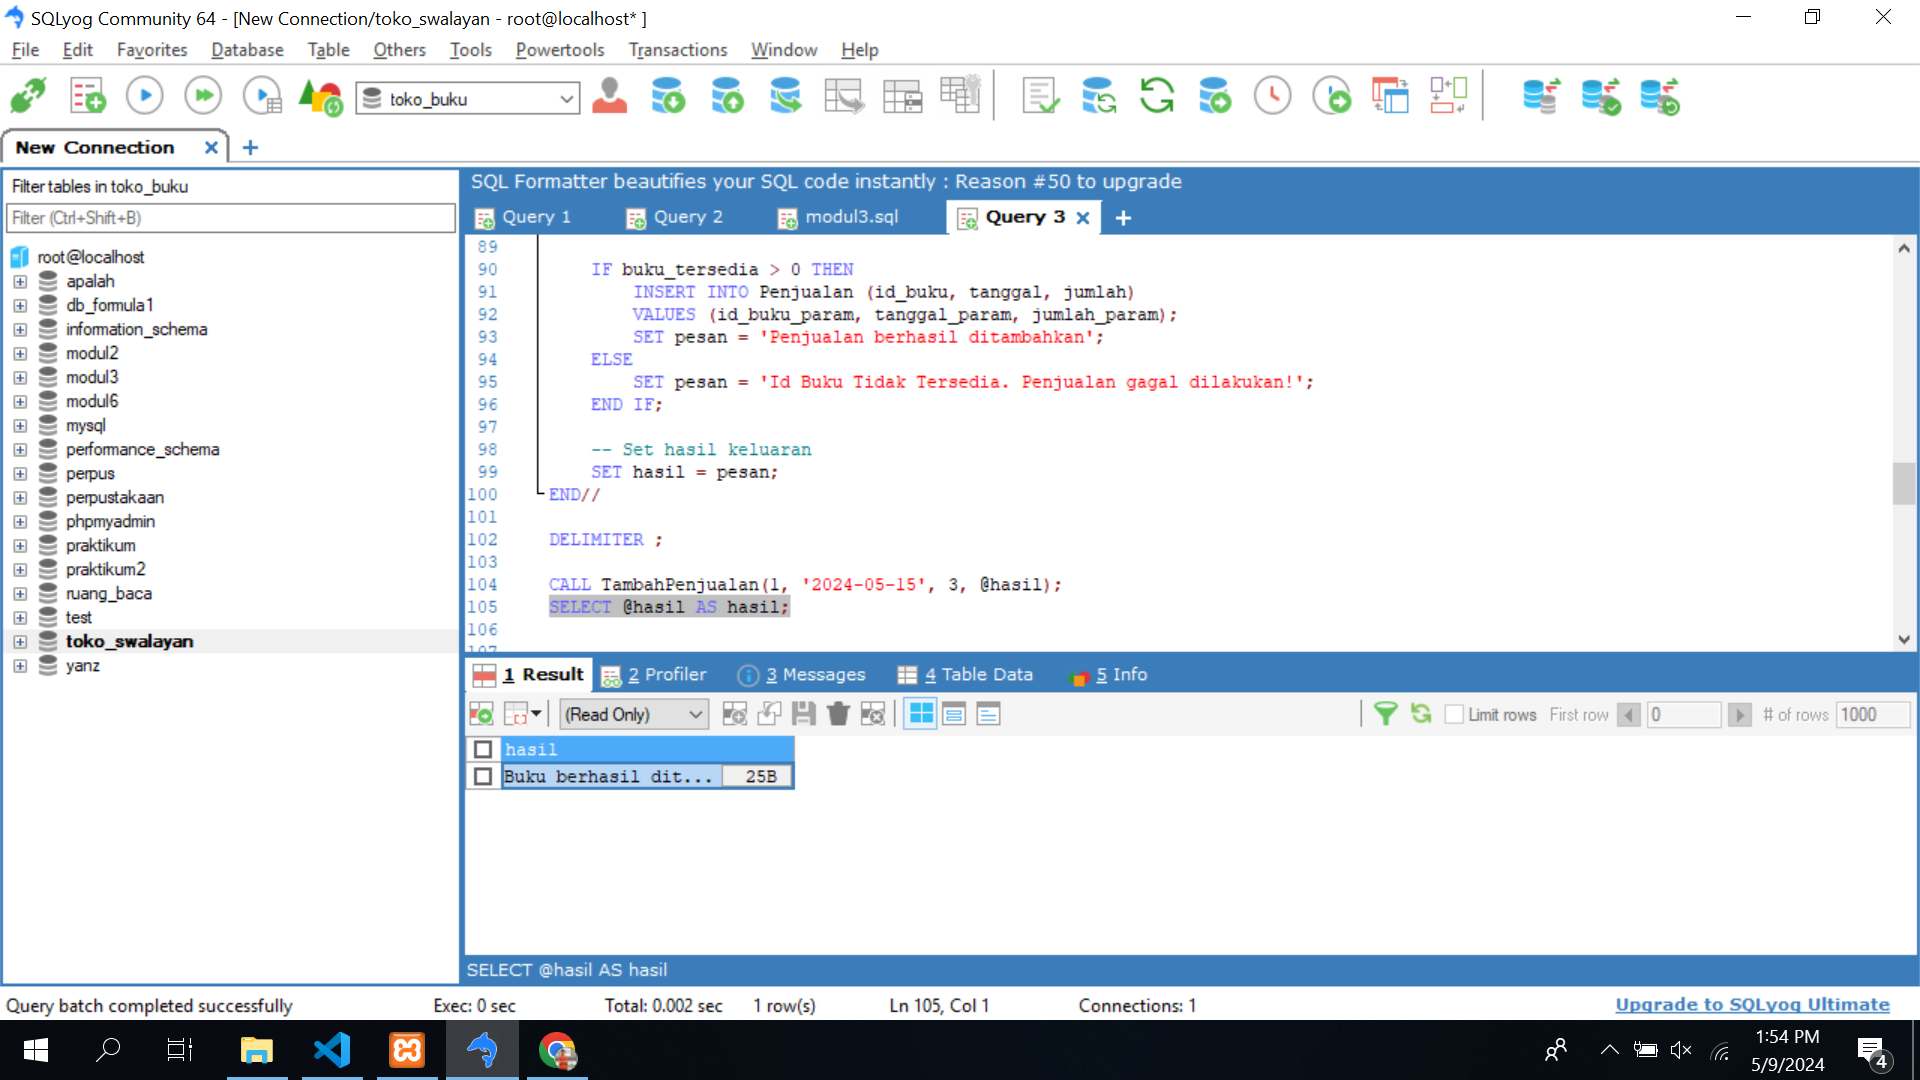 SQLyog Community 64 - [New Connection/toko_swalayan - root@localhost* ]
File Edit Favorites Database Table Others Tools Powertools Transactions Window Help
toko_buku
New Connection
Filter tables in toko_buku
Filter (Ctrl+Shift+B)
root@localhost
apalah
db_formula1
information_schema
modul2
modul3
modul6
mysql
performance_schema
perpus
perpustakaan
phpmyadmin
praktikum
praktikum2
ruang_baca
test
toko_swalayan
yanz
SQL Formatter beautifies your SQL code instantly : Reason #50 to upgrade
Query 1 Query 2 modul3.sql Query 3
89
90 IF buku_tersedia > 0 THEN
91 INSERT INTO Penjualan (id_buku, tanggal, jumlah)
92 VALUES (id_buku_param, tanggal_param, jumlah_param);
93 SET pesan = 'Penjualan berhasil ditambahkan';
94 ELSE
95 SET pesan = 'Id Buku Tidak Tersedia. Penjualan gagal dilakukan!';
96 END IF;
97
98 -- Set hasil keluaran
99 SET hasil = pesan;
100 END//
101
102 DELIMITER ;
103
104 CALL TambahPenjualan(1, '2024-05-15', 3, @hasil);
105 SELECT @hasil AS hasil;
106
107
1 Result 2 Profiler 3 Messages 4 Table Data 5 Info
(Read Only) Limit rows First row 0 # of rows 1000
hasil
Buku berhasil dit... 25B
SELECT @hasil AS hasil
Query batch completed successfully Exec: 0 sec Total: 0.002 sec 1 row(s) Ln 105, Col 1 Connections: 1 Upgrade to SQLyog Ultimate
1:54 PM
5/9/2024
4